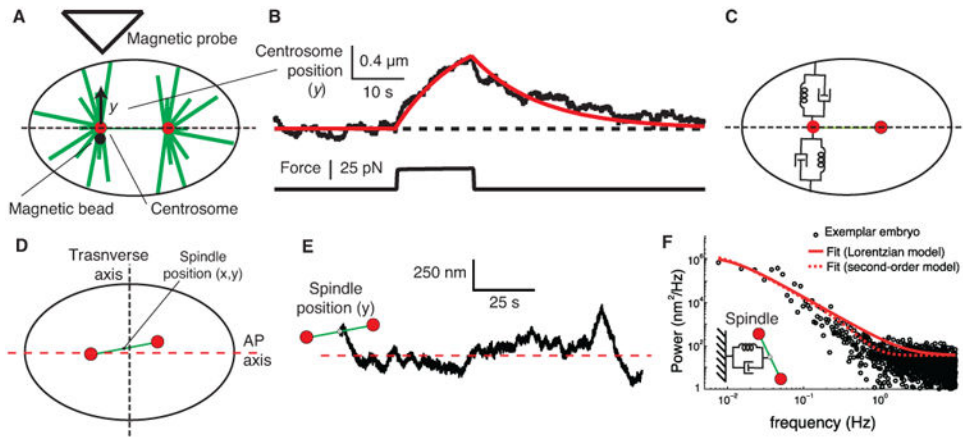 A
Magnetic probe
y
Magnetic bead
Centrosome
B
Centrosome
position
(y)
0.4 µm
10 s
Force
25 pN
C
D
Trasnverse
axis
Spindle
position (x,y)
AP
axis
E
250 nm
25 s
Spindle
position (y)
F
Exemplar embryo
Fit (Lorentzian model)
Fit (second-order model)
Power (nm²/Hz)
10⁶
10⁴
10²
1
Spindle
10⁻²
10⁻¹
10⁰
frequency (Hz)